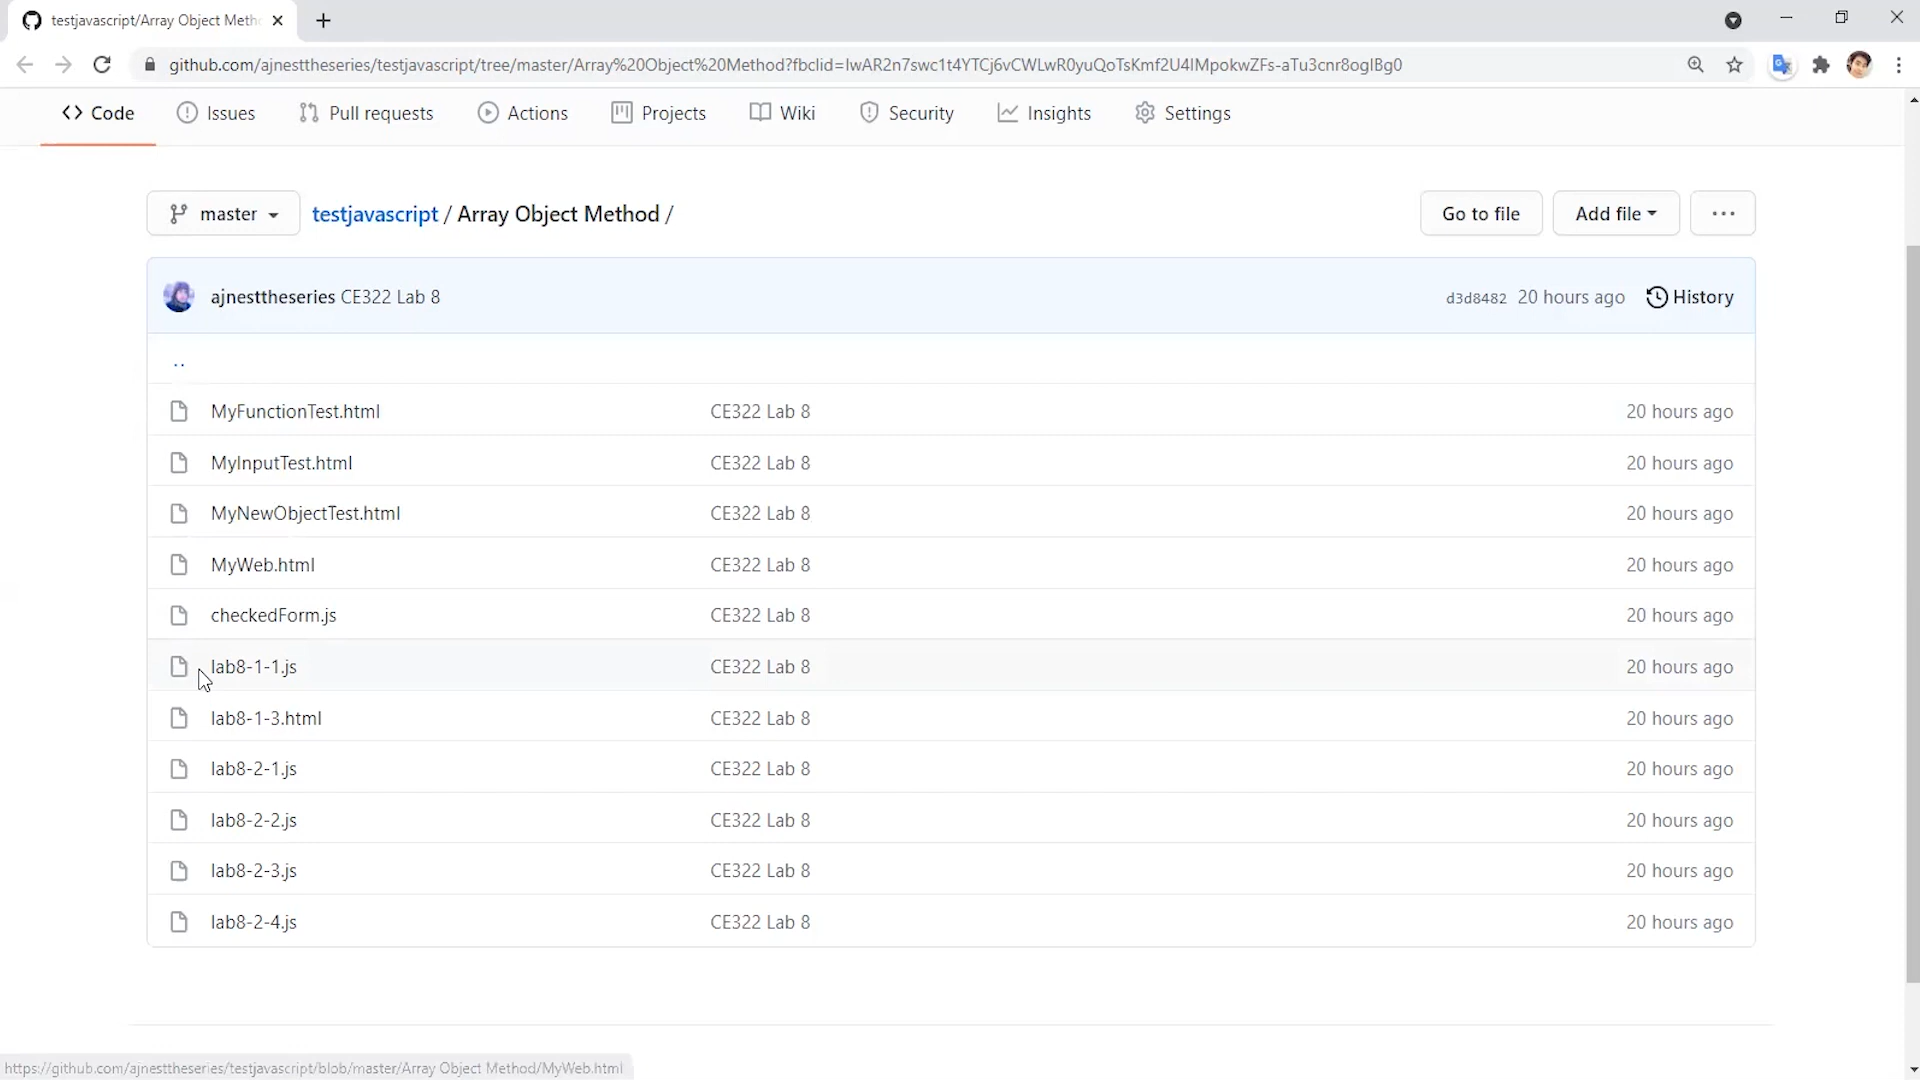 testjavascript/Array Object Meth
github.com/ajnesttheseries/testjavascript/tree/master/Array%20Object%20Method?fbclid=IwAR2n7swc1t4YTCj6vCWLwR0yuQoTsKmf2U4IMpokwZFs-aTu3cnr8oglBg0
Code Issues Pull requests Actions Projects Wiki Security Insights Settings
master testjavascript / Array Object Method / Go to file Add file ...
ajnesttheseries CE322 Lab 8 d3d8482 20 hours ago History
..
MyFunctionTest.html CE322 Lab 8 20 hours ago
MyInputTest.html CE322 Lab 8 20 hours ago
MyNewObjectTest.html CE322 Lab 8 20 hours ago
MyWeb.html CE322 Lab 8 20 hours ago
checkedForm.js CE322 Lab 8 20 hours ago
lab8-1-1.js CE322 Lab 8 20 hours ago
lab8-1-3.html CE322 Lab 8 20 hours ago
lab8-2-1.js CE322 Lab 8 20 hours ago
lab8-2-2.js CE322 Lab 8 20 hours ago
lab8-2-3.js CE322 Lab 8 20 hours ago
lab8-2-4.js CE322 Lab 8 20 hours ago
https://github.com/ajnesttheseries/testjavascript/blob/master/Array Object Method/MyWeb.html